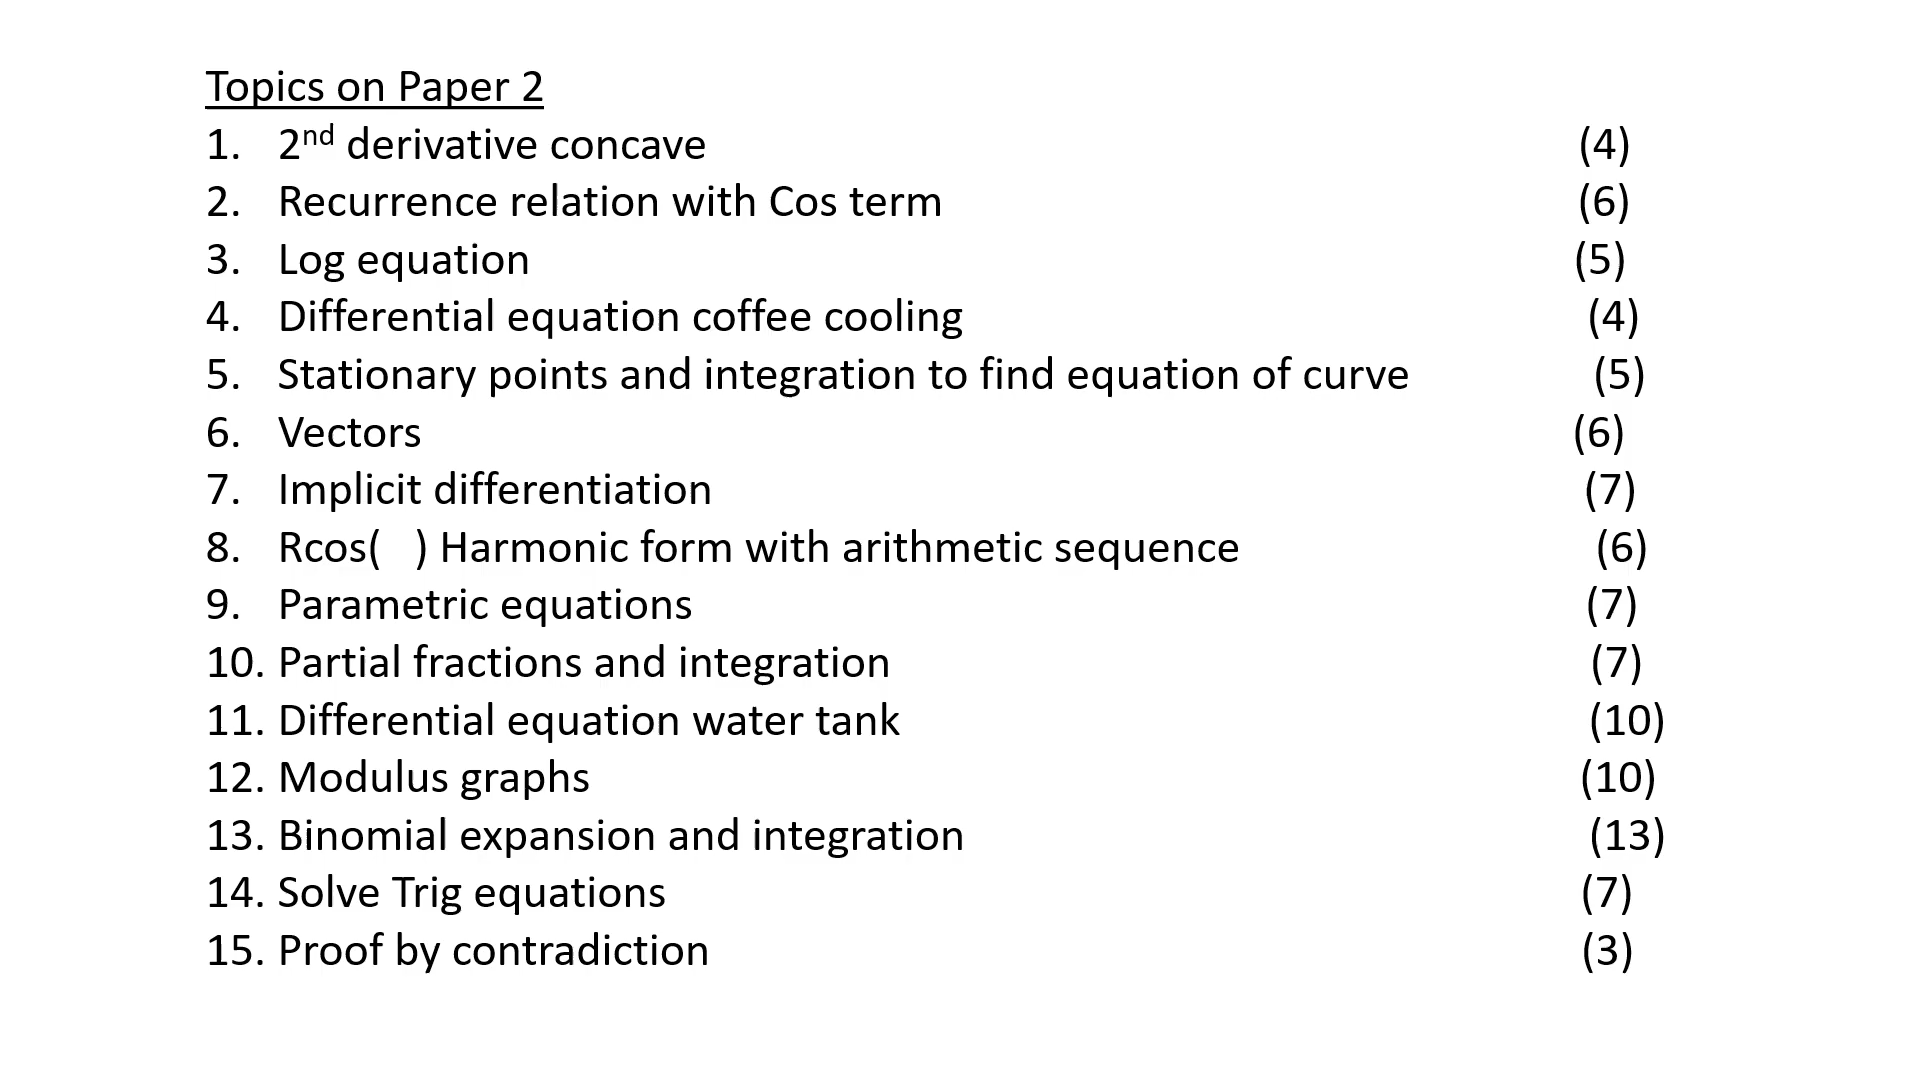 Topics on Paper 2
1. 2nd derivative concave (4)
2. Recurrence relation with Cos term (6)
3. Log equation (5)
4. Differential equation coffee cooling (4)
5. Stationary points and integration to find equation of curve (5)
6. Vectors (6)
7. Implicit differentiation (7)
8. Rcos(   ) Harmonic form with arithmetic sequence (6)
9. Parametric equations (7)
10. Partial fractions and integration (7)
11. Differential equation water tank (10)
12. Modulus graphs (10)
13. Binomial expansion and integration (13)
14. Solve Trig equations (7)
15. Proof by contradiction (3)